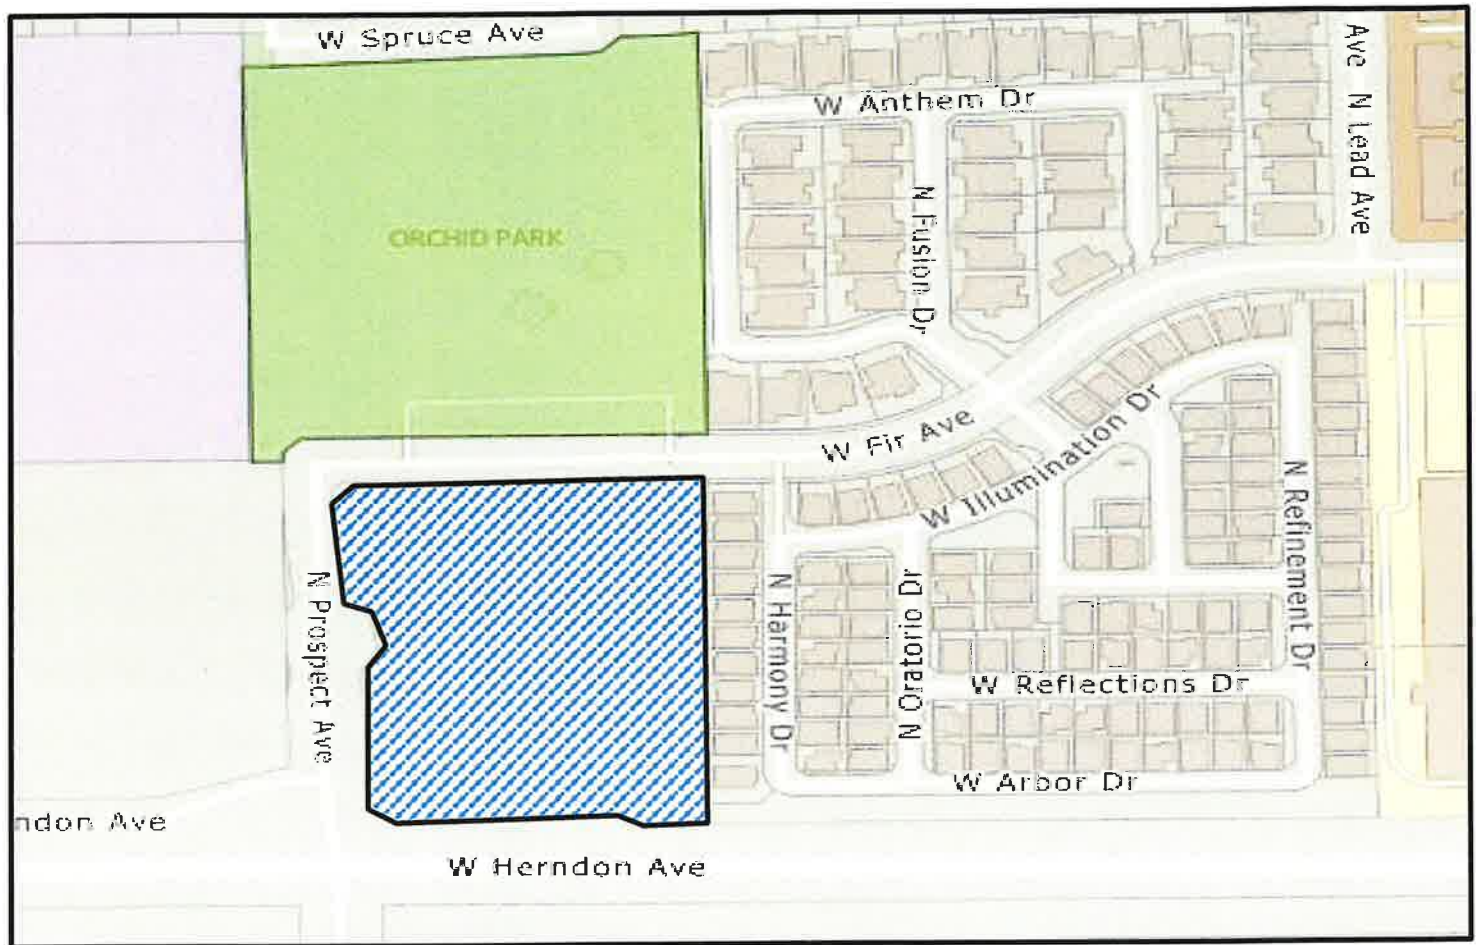 W Spruce Ave
W Anthem Dr
Ave N Lead Ave
N Fusion Dr
ORCHID PARK
W Fir Ave
W Illumination Dr
N Refinement Dr
N Prospect Ave
N Harmony Dr
N Oratorio Dr
W Reflections Dr
W Arbor Dr
ndon Ave
W Herndon Ave